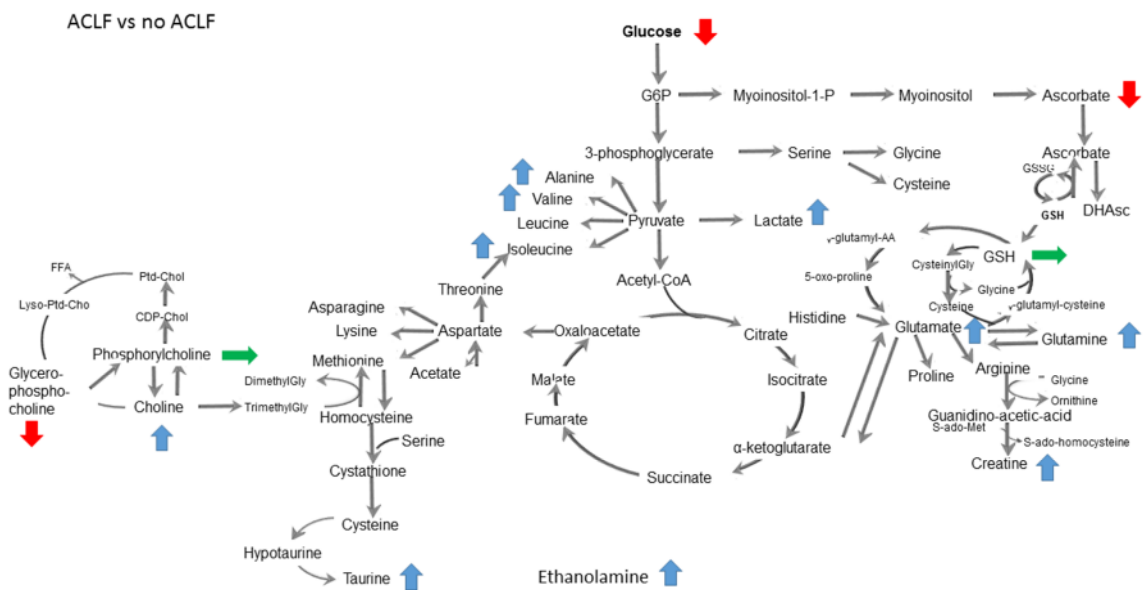 ACLF vs no ACLF
Glucose
G6P
Myoinositol-1-P
Myoinositol
Ascorbate
3-phosphoglycerate
Serine
Glycine
Cysteine
Ascorbate
GSSG
GSH
DHAsc
Alanine
Valine
Leucine
Isoleucine
Pyruvate
Lactate
γ-glutamyl-AA
GSH
CysteinylGly
5-oxo-proline
Glycine
Cysteine
γ-glutamyl-cysteine
Acetyl-CoA
Threonine
FFA
Ptd-Chol
Lyso-Ptd-Cho
CDP-Chol
Asparagine
Lysine
Aspartate
Oxaloacetate
Citrate
Histidine
Glutamate
Glutamine
Phosphorylcholine
Methionine
Acetate
Malate
Isocitrate
Proline
Arginine
Glycine
Ornithine
Glycero-
phospho-
choline
Choline
DimethylGly
TrimethylGly
Homocysteine
Fumarate
Guanidino-acetic-acid
S-ado-Met
S-ado-homocysteine
Serine
α-ketoglutarate
Creatine
Cystathione
Succinate
Cysteine
Hypotaurine
Taurine
Ethanolamine